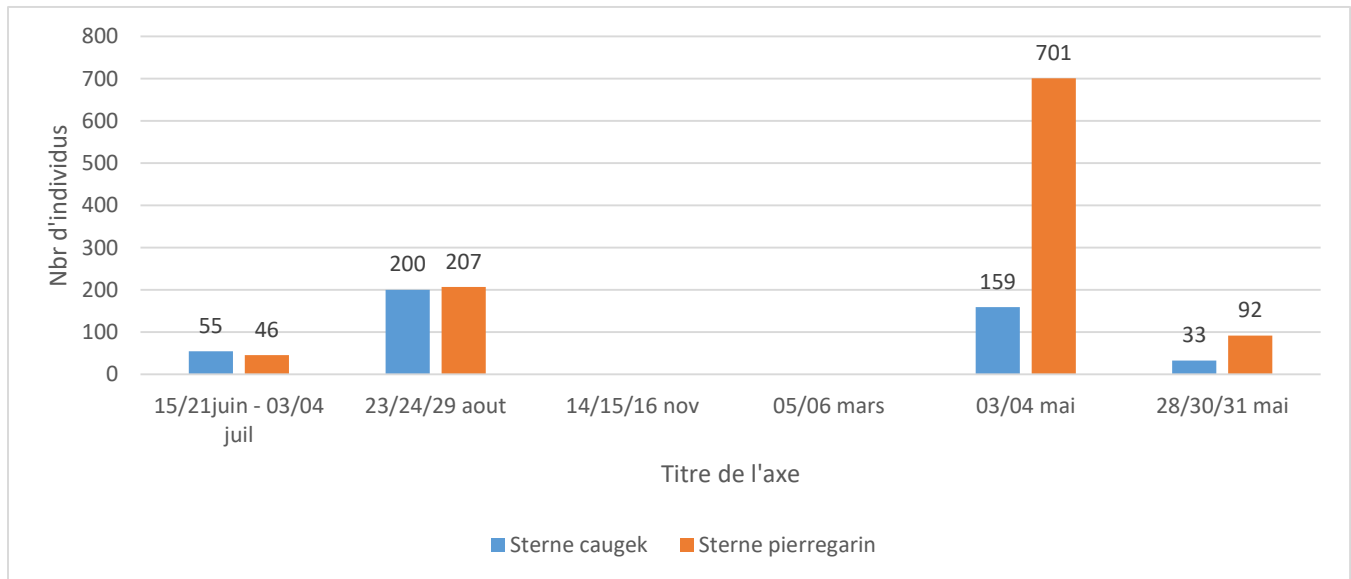 800
700
600
500
400
300
200
100
0
Nbr d'individus
55
46
200
207
159
701
33
92
15/21juin - 03/04
juil
23/24/29 aout
14/15/16 nov
05/06 mars
03/04 mai
28/30/31 mai
Titre de l'axe
Sterne caugek
Sterne pierregarin